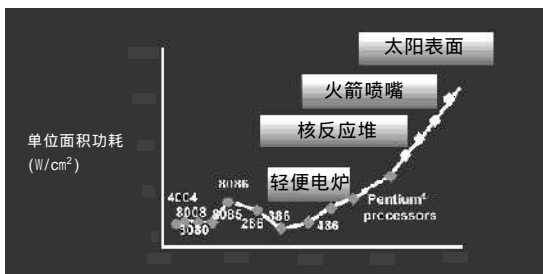 太阳表面
火箭喷嘴
核反应堆
单位面积功耗
(W/cm²)
8086
轻便电炉
4004
8008
8085
386
Pentium®
8080
286
486
processors